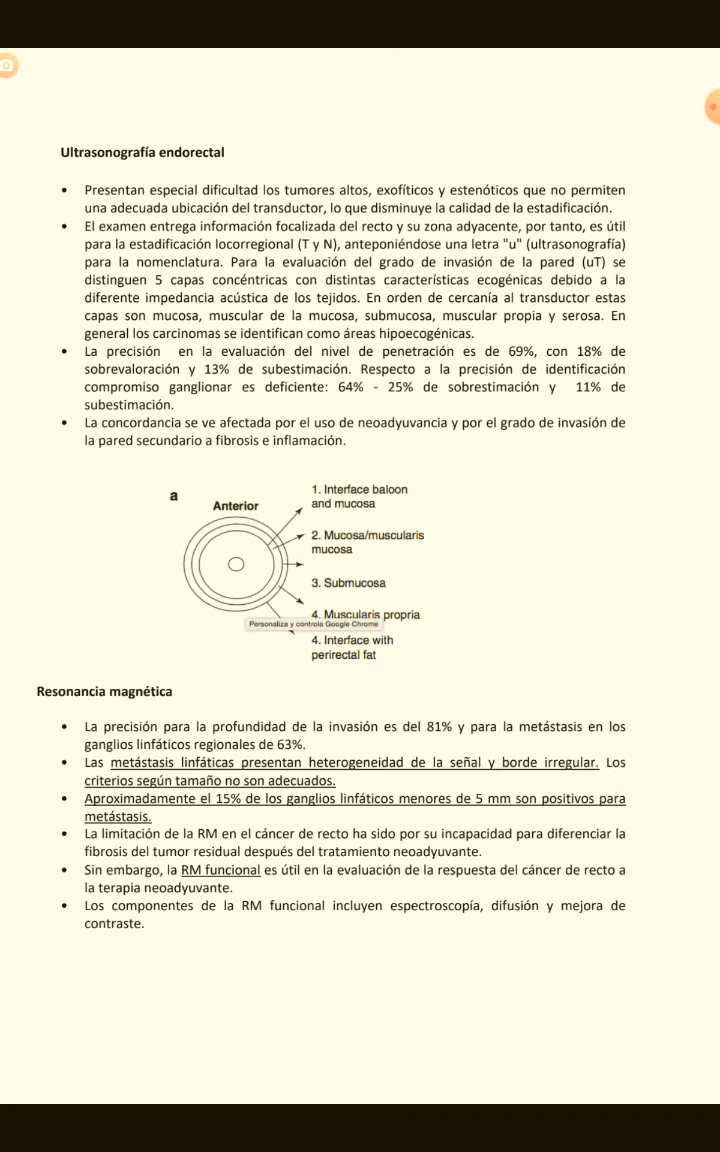 Ultrasonografía endorectal
• Presentan especial dificultad los tumores altos, exofíticos y estenóticos que no permiten
una adecuada ubicación del transductor, lo que disminuye la calidad de la estadificación.
• El examen entrega información focalizada del recto y su zona adyacente, por tanto, es útil
para la estadificación locorregional (T y N), anteponiéndose una letra "u" (ultrasonografía)
para la nomenclatura. Para la evaluación del grado de invasión de la pared (uT) se
distinguen 5 capas concéntricas con distintas características ecogénicas debido a la
diferente impedancia acústica de los tejidos. En orden de cercanía al transductor estas
capas son mucosa, muscular de la mucosa, submucosa, muscular propia y serosa. En
general los carcinomas se identifican como áreas hipoecogénicas.
• La precisión en la evaluación del nivel de penetración es de 69%, con 18% de
sobrevaloración y 13% de subestimación. Respecto a la precisión de identificación
compromiso ganglionar es deficiente: 64% - 25% de sobrestimación y 11% de
subestimación.
• La concordancia se ve afectada por el uso de neoadyuvancia y por el grado de invasión de
la pared secundario a fibrosis e inflamación.
a
Anterior
1. Interface baloon
and mucosa
2. Mucosa/muscularis
mucosa
3. Submucosa
4. Muscularis propria
Personaliza y controla Google Chrome
4. Interface with
perirectal fat
Resonancia magnética
• La precisión para la profundidad de la invasión es del 81% y para la metástasis en los
ganglios linfáticos regionales de 63%.
• Las metástasis linfáticas presentan heterogeneidad de la señal y borde irregular. Los
criterios según tamaño no son adecuados.
• Aproximadamente el 15% de los ganglios linfáticos menores de 5 mm son positivos para
metástasis.
• La limitación de la RM en el cáncer de recto ha sido por su incapacidad para diferenciar la
fibrosis del tumor residual después del tratamiento neoadyuvante.
• Sin embargo, la RM funcional es útil en la evaluación de la respuesta del cáncer de recto a
la terapia neoadyuvante.
• Los componentes de la RM funcional incluyen espectroscopía, difusión y mejora de
contraste.